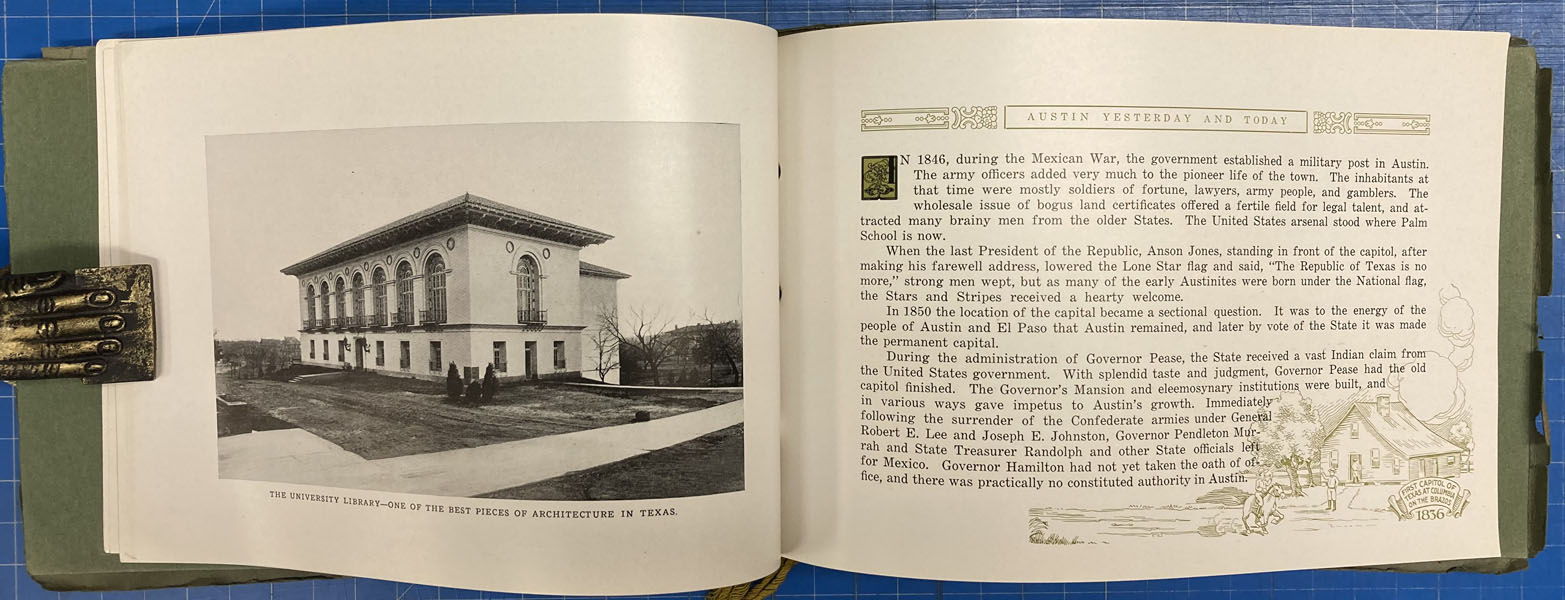 THE UNIVERSITY LIBRARY—ONE OF THE BEST PIECES OF ARCHITECTURE IN TEXAS.
AUSTIN YESTERDAY AND TODAY
IN 1846, during the Mexican War, the government established a military post in Austin.
The army officers added very much to the pioneer life of the town. The inhabitants at
that time were mostly soldiers of fortune, lawyers, army people, and gamblers. The
wholesale issue of bogus land certificates offered a fertile field for legal talent, and at-
tracted many brainy men from the older States. The United States arsenal stood where Palm
School is now.
When the last President of the Republic, Anson Jones, standing in front of the capitol, after
making his farewell address, lowered the Lone Star flag and said, “The Republic of Texas is no
more,” strong men wept, but as many of the early Austinites were born under the National flag,
the Stars and Stripes received a hearty welcome.
In 1850 the location of the capital became a sectional question. It was to the energy of the
people of Austin and El Paso that Austin remained, and later by vote of the State it was made
the permanent capital.
During the administration of Governor Pease, the State received a vast Indian claim from
the United States government. With splendid taste and judgment, Governor Pease had the old
capitol finished. The Governor’s Mansion and eleemosynary institutions were built, and
in various ways gave impetus to Austin’s growth. Immediately
following the surrender of the Confederate armies under General
Robert E. Lee and Joseph E. Johnston, Governor Pendleton Mur-
rah and State Treasurer Randolph and other State officials left
for Mexico. Governor Hamilton had not yet taken the oath of of-
fice, and there was practically no constituted authority in Austin.
FIRST CAPITOL OF
TEXAS AT COLUMBIA
ON THE BRAZOS
1836